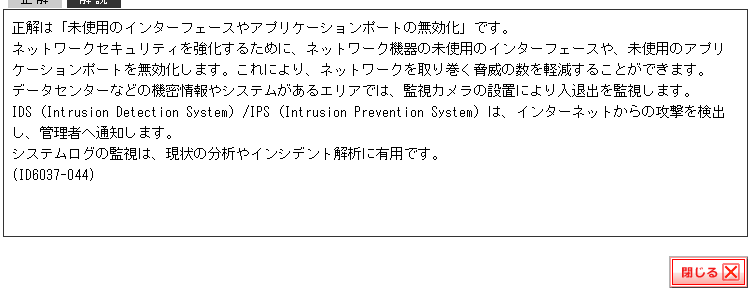 正解 解説
正解は「未使用のインターフェースやアプリケーションポートの無効化」です。
ネットワークセキュリティを強化するために、ネットワーク機器の未使用のインターフェースや、未使用のアプリ
ケーションポートを無効化します。これにより、ネットワークを取り巻く脅威の数を軽減することができます。
データセンターなどの機密情報やシステムがあるエリアでは、監視カメラの設置により入退出を監視します。
IDS (Intrusion Detection System) /IPS (Intrusion Prevention System) は、インターネットからの攻撃を検出
し、管理者へ通知します。
システムログの監視は、現状の分析やインシデント解析に有用です。
(ID6037-044)
閉じる